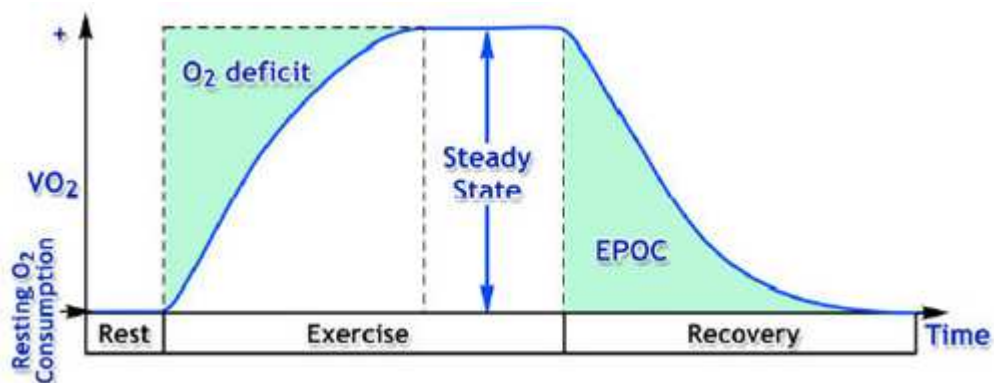 +
O₂ deficit
Steady
State
VO₂
EPOC
Resting O₂
Consumption
Rest
Exercise
Recovery
Time